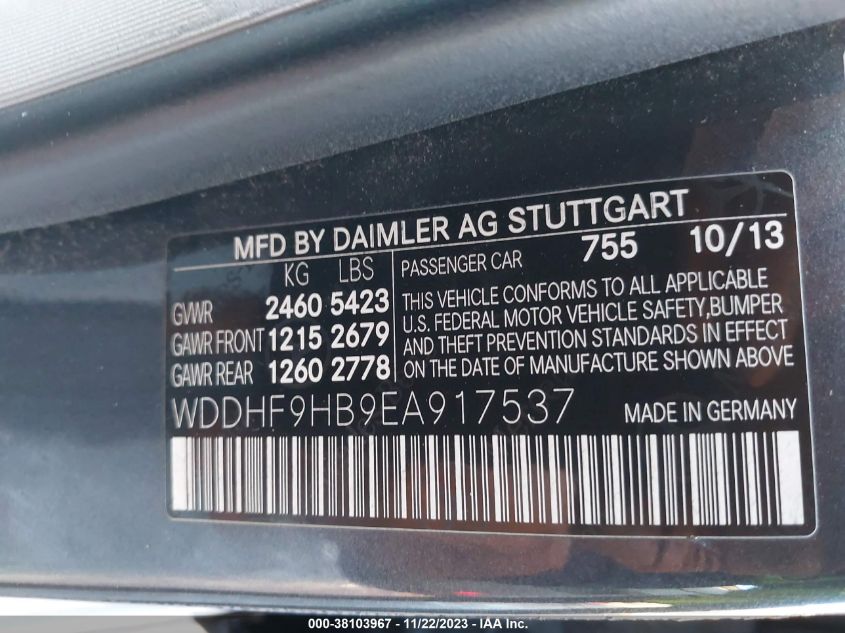 MFD BY DAIMLER AG STUTTGART
KG LBS
GVWR 2460 5423
GAWR FRONT 1215 2679
GAWR REAR 1260 2778
PASSENGER CAR 755 10/13
THIS VEHICLE CONFORMS TO ALL APPLICABLE
U.S. FEDERAL MOTOR VEHICLE SAFETY,BUMPER
AND THEFT PREVENTION STANDARDS IN EFFECT
ON THE DATE OF MANUFACTURE SHOWN ABOVE
WDDHF9HB9EA917537 MADE IN GERMANY
000-38103967 - 11/22/2023 - IAA Inc.